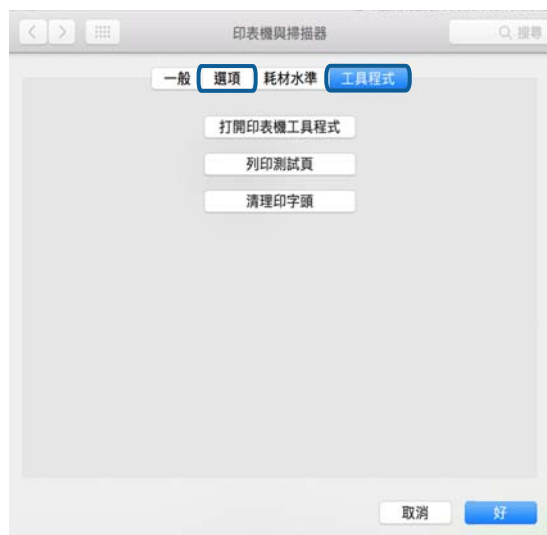 印表機與掃描器
搜尋
一般 選項 耗材水準 工具程式
打開印表機工具程式
列印測試頁
清理印字頭
取消 好